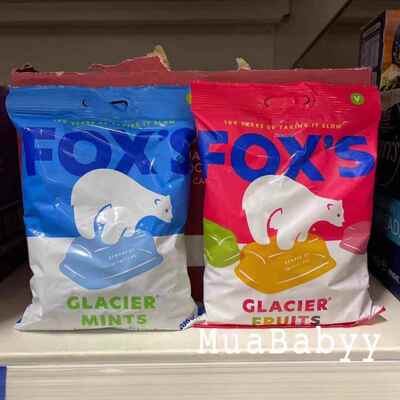 100 YEARS OF TAKING IT SLOW
FOX'S
GLACIER
MINTS
100 YEARS OF TAKING IT SLOW
V
FOX'S
GLACIER
FRUITS
MuaBabyy